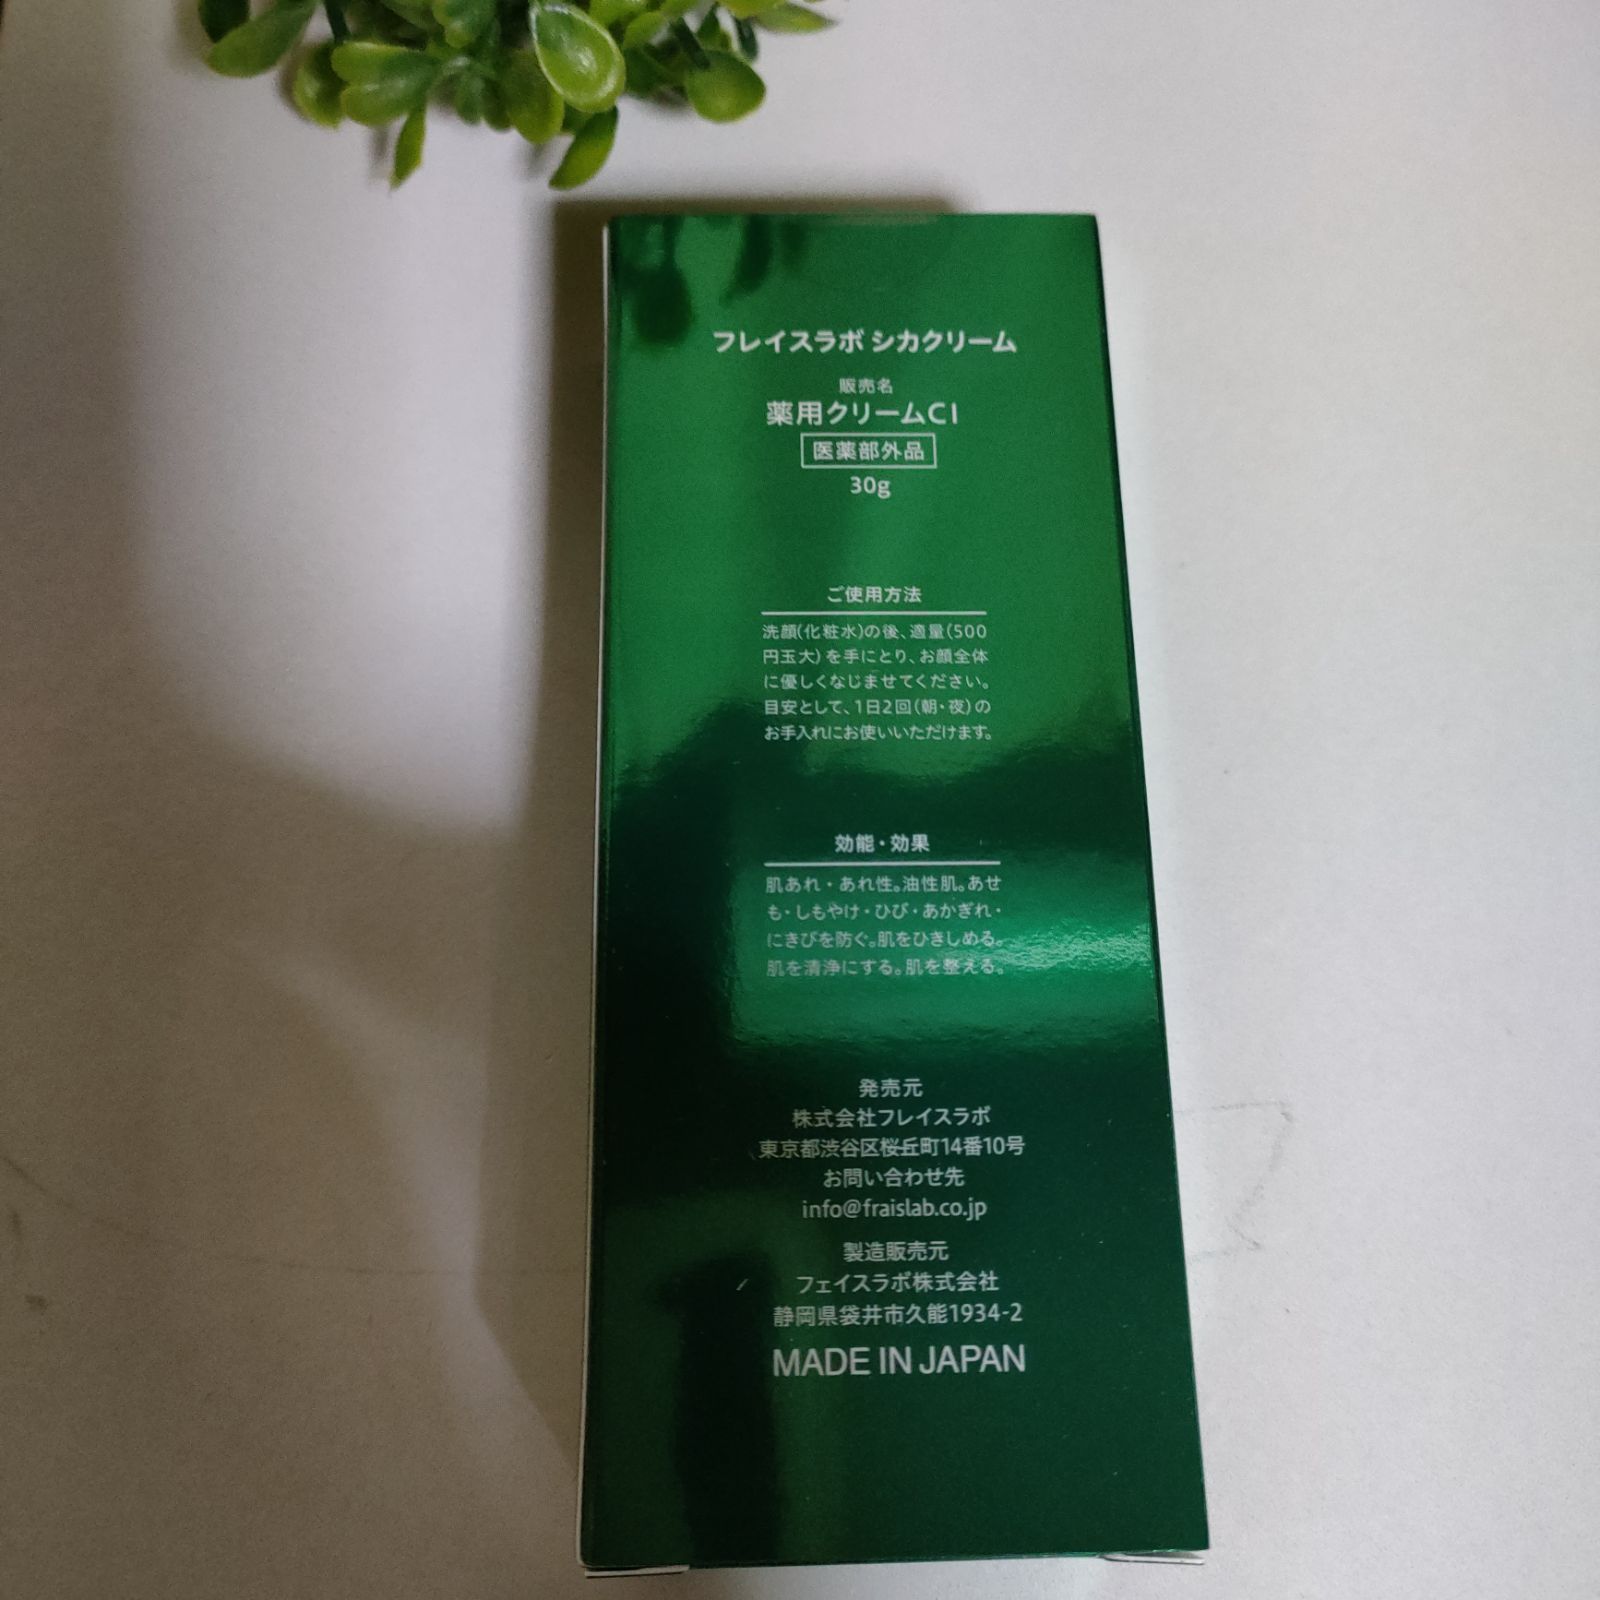 フレイスラボ シカクリーム
販売名
薬用クリームCI
医薬部外品
30g
ご使用方法
洗顔(化粧水)の後、適量(500
円玉大)を手にとり、お顔全体
に優しくなじませてください。
目安として、1日2回(朝・夜)の
お手入れにお使いいただけます。
効能・効果
肌あれ・あれ性。油性肌。あせ
も・しもやけ・ひび・あかぎれ・
にきびを防ぐ。肌をひきしめる。
肌を清浄にする。肌を整える。
発売元
株式会社フレイスラボ
東京都渋谷区桜丘町14番10号
お問い合わせ先
info@fraislab.co.jp
製造販売元
フェイスラボ株式会社
静岡県袋井市久能1934-2
MADE IN JAPAN